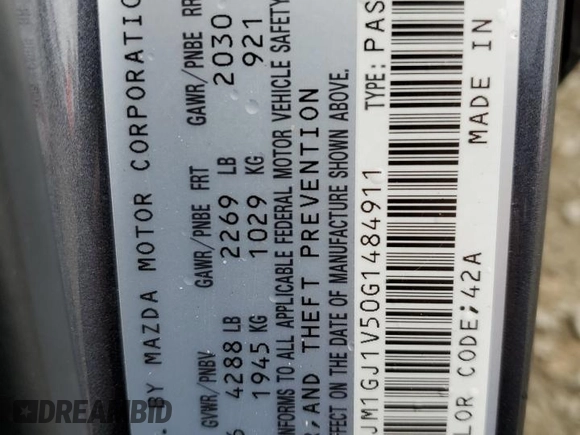 . BY MAZDA MOTOR CORPORATIO
GVWR/PNBV GAWR/PNBE FRT GAWR/PNBE RR
4288 LB 2269 LB 2030
1945 KG 1029 KG 921
NFORMS TO ALL APPLICABLE FEDERAL MOTOR VEHICLE SAFETY
R,AND THEFT PREVENTION
EFFECT ON THE DATE OF MANUFACTURE SHOWN ABOVE.
JM1GJ1V50G1484911 TYPE: PAS
LOR CODE;42A MADE IN
DREAMBID